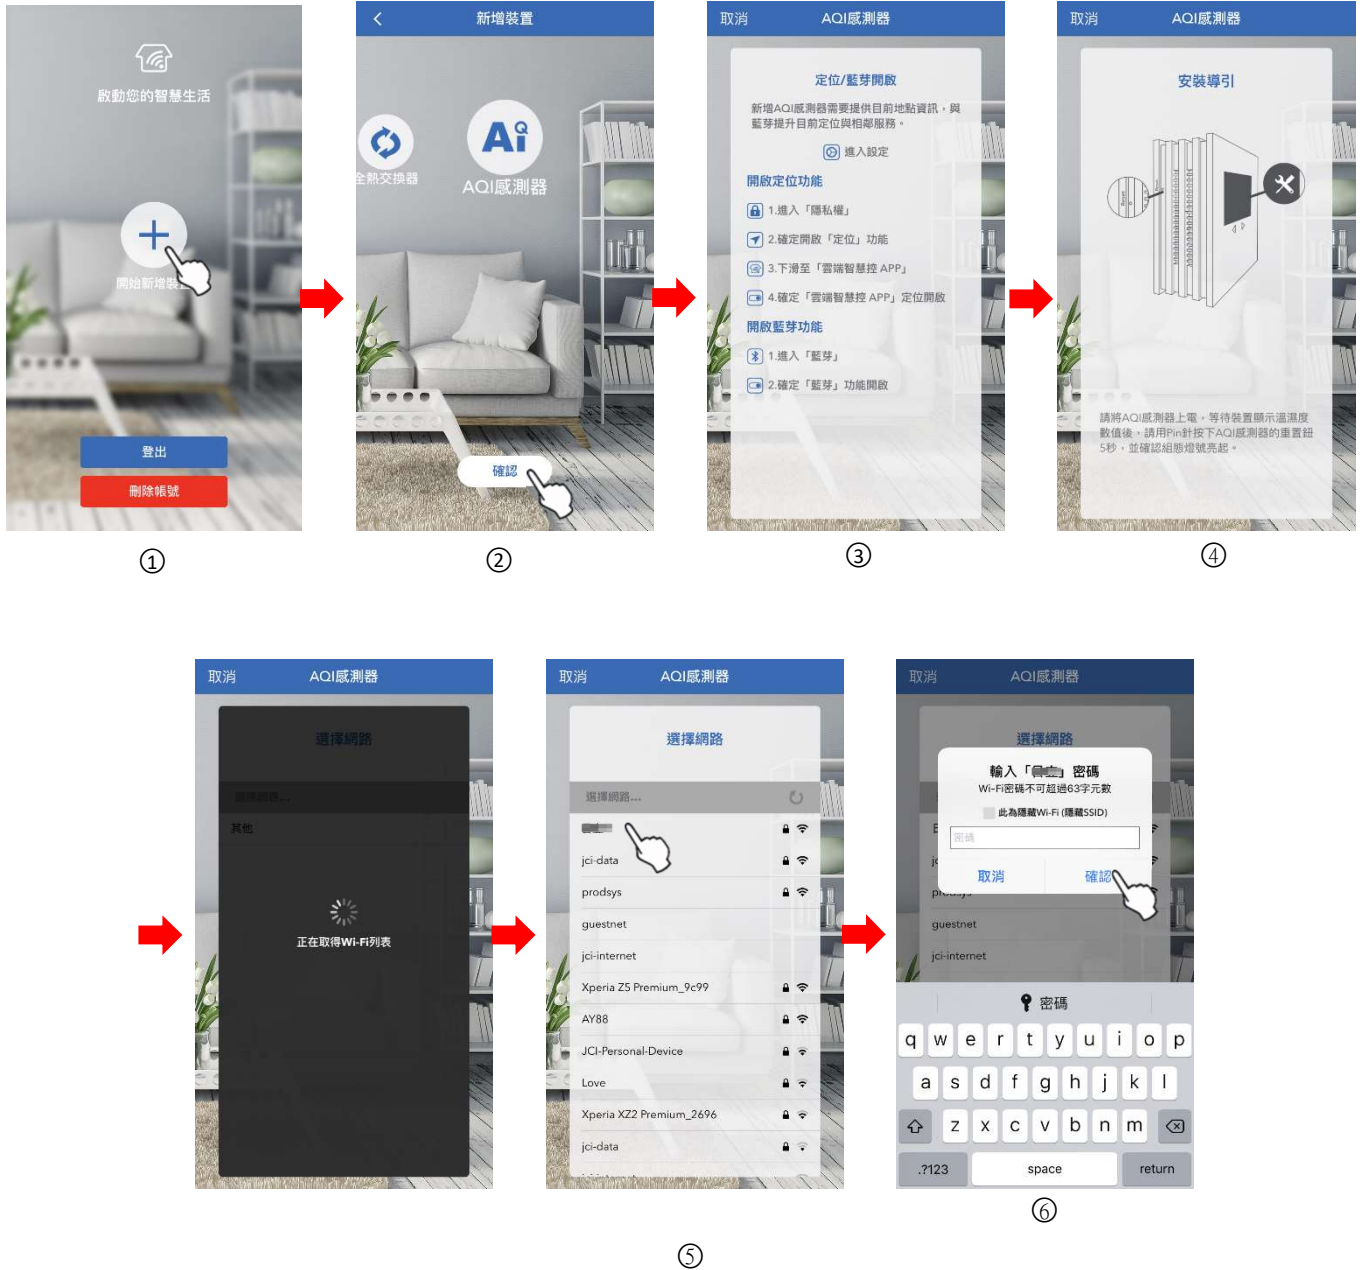 啟動您的智慧生活
開始新增裝置
登出
刪除帳號
①
新增裝置
全熱交換器
AQI感測器
確認
②
取消
AQI感測器
定位/藍芽開啟
新增AQI感測器需要提供目前地點資訊，與
藍芽提升目前定位與相鄰服務。
進入設定
開啟定位功能
1.進入「隱私權」
2.確定開啟「定位」功能
3.下滑至「雲端智慧控 APP」
4.確定「雲端智慧控 APP」定位開啟
開啟藍芽功能
1.進入「藍芽」
2.確定「藍芽」功能開啟
③
取消
AQI感測器
安裝導引
Reset
請將AQI感測器上電，等待裝置顯示溫濕度
數值後，請用Pin針按下AQI感測器的重置鈕
5秒，並確認組態燈號亮起。
④
取消
AQI感測器
選擇網路
選擇網路...
其他
正在取得Wi-Fi列表
取消
AQI感測器
選擇網路
選擇網路...
jci-data
prodsys
guestnet
jci-internet
Xperia Z5 Premium_9c99
AY88
JCI-Personal-Device
Love
Xperia XZ2 Premium_2696
jci-data
⑤
取消
AQI感測器
選擇網路
輸入「」密碼
Wi-Fi密碼不可超過63字元數
此為隱藏Wi-Fi (隱藏SSID)
密碼
取消
確認
prodsys
guestnet
jci-internet
密碼
q w e r t y u i o p
a s d f g h j k l
z x c v b n m
.?123 space return
⑥